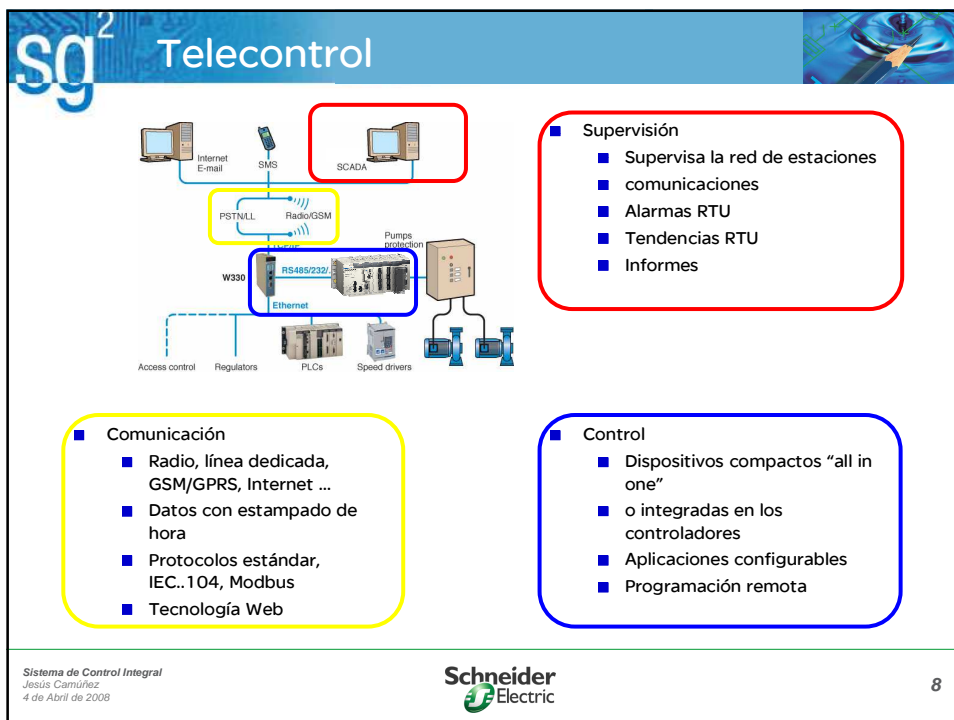 sg2
Telecontrol
Internet
E-mail
SMS
SCADA
PSTN/LL
Radio/GSM
TCP/IP
Pumps
protection
W330
RS485/232/.
Ethernet
Access control
Regulators
PLCs
Speed drivers
Supervisión
Supervisa la red de estaciones
comunicaciones
Alarmas RTU
Tendencias RTU
Informes
Comunicación
Radio, línea dedicada,
GSM/GPRS, Internet ...
Datos con estampado de
hora
Protocolos estándar,
IEC..104, Modbus
Tecnología Web
Control
Dispositivos compactos “all in
one”
o integradas en los
controladores
Aplicaciones configurables
Programación remota
Sistema de Control Integral
Jesús Camúñez
4 de Abril de 2008
Schneider
Electric
8